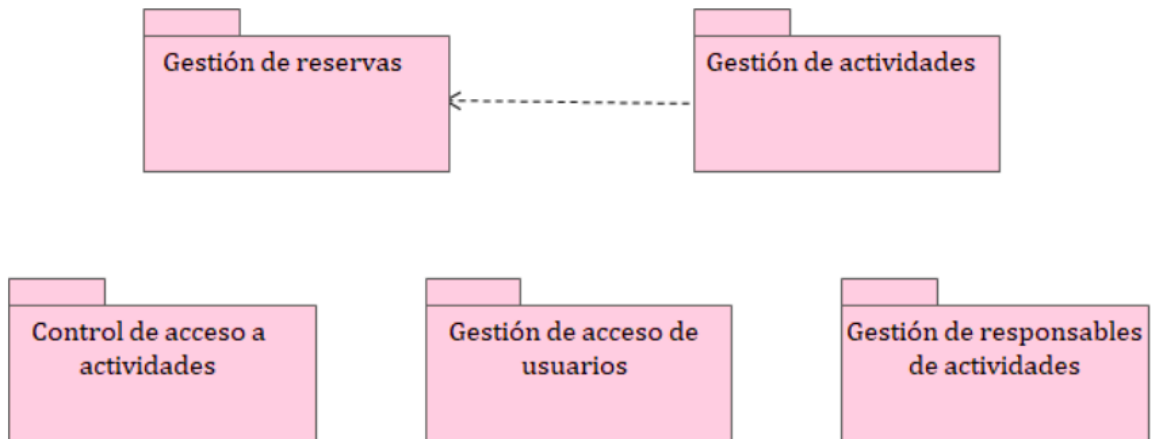 Gestión de reservas
Gestión de actividades
Control de acceso a
actividades
Gestión de acceso de
usuarios
Gestión de responsables
de actividades